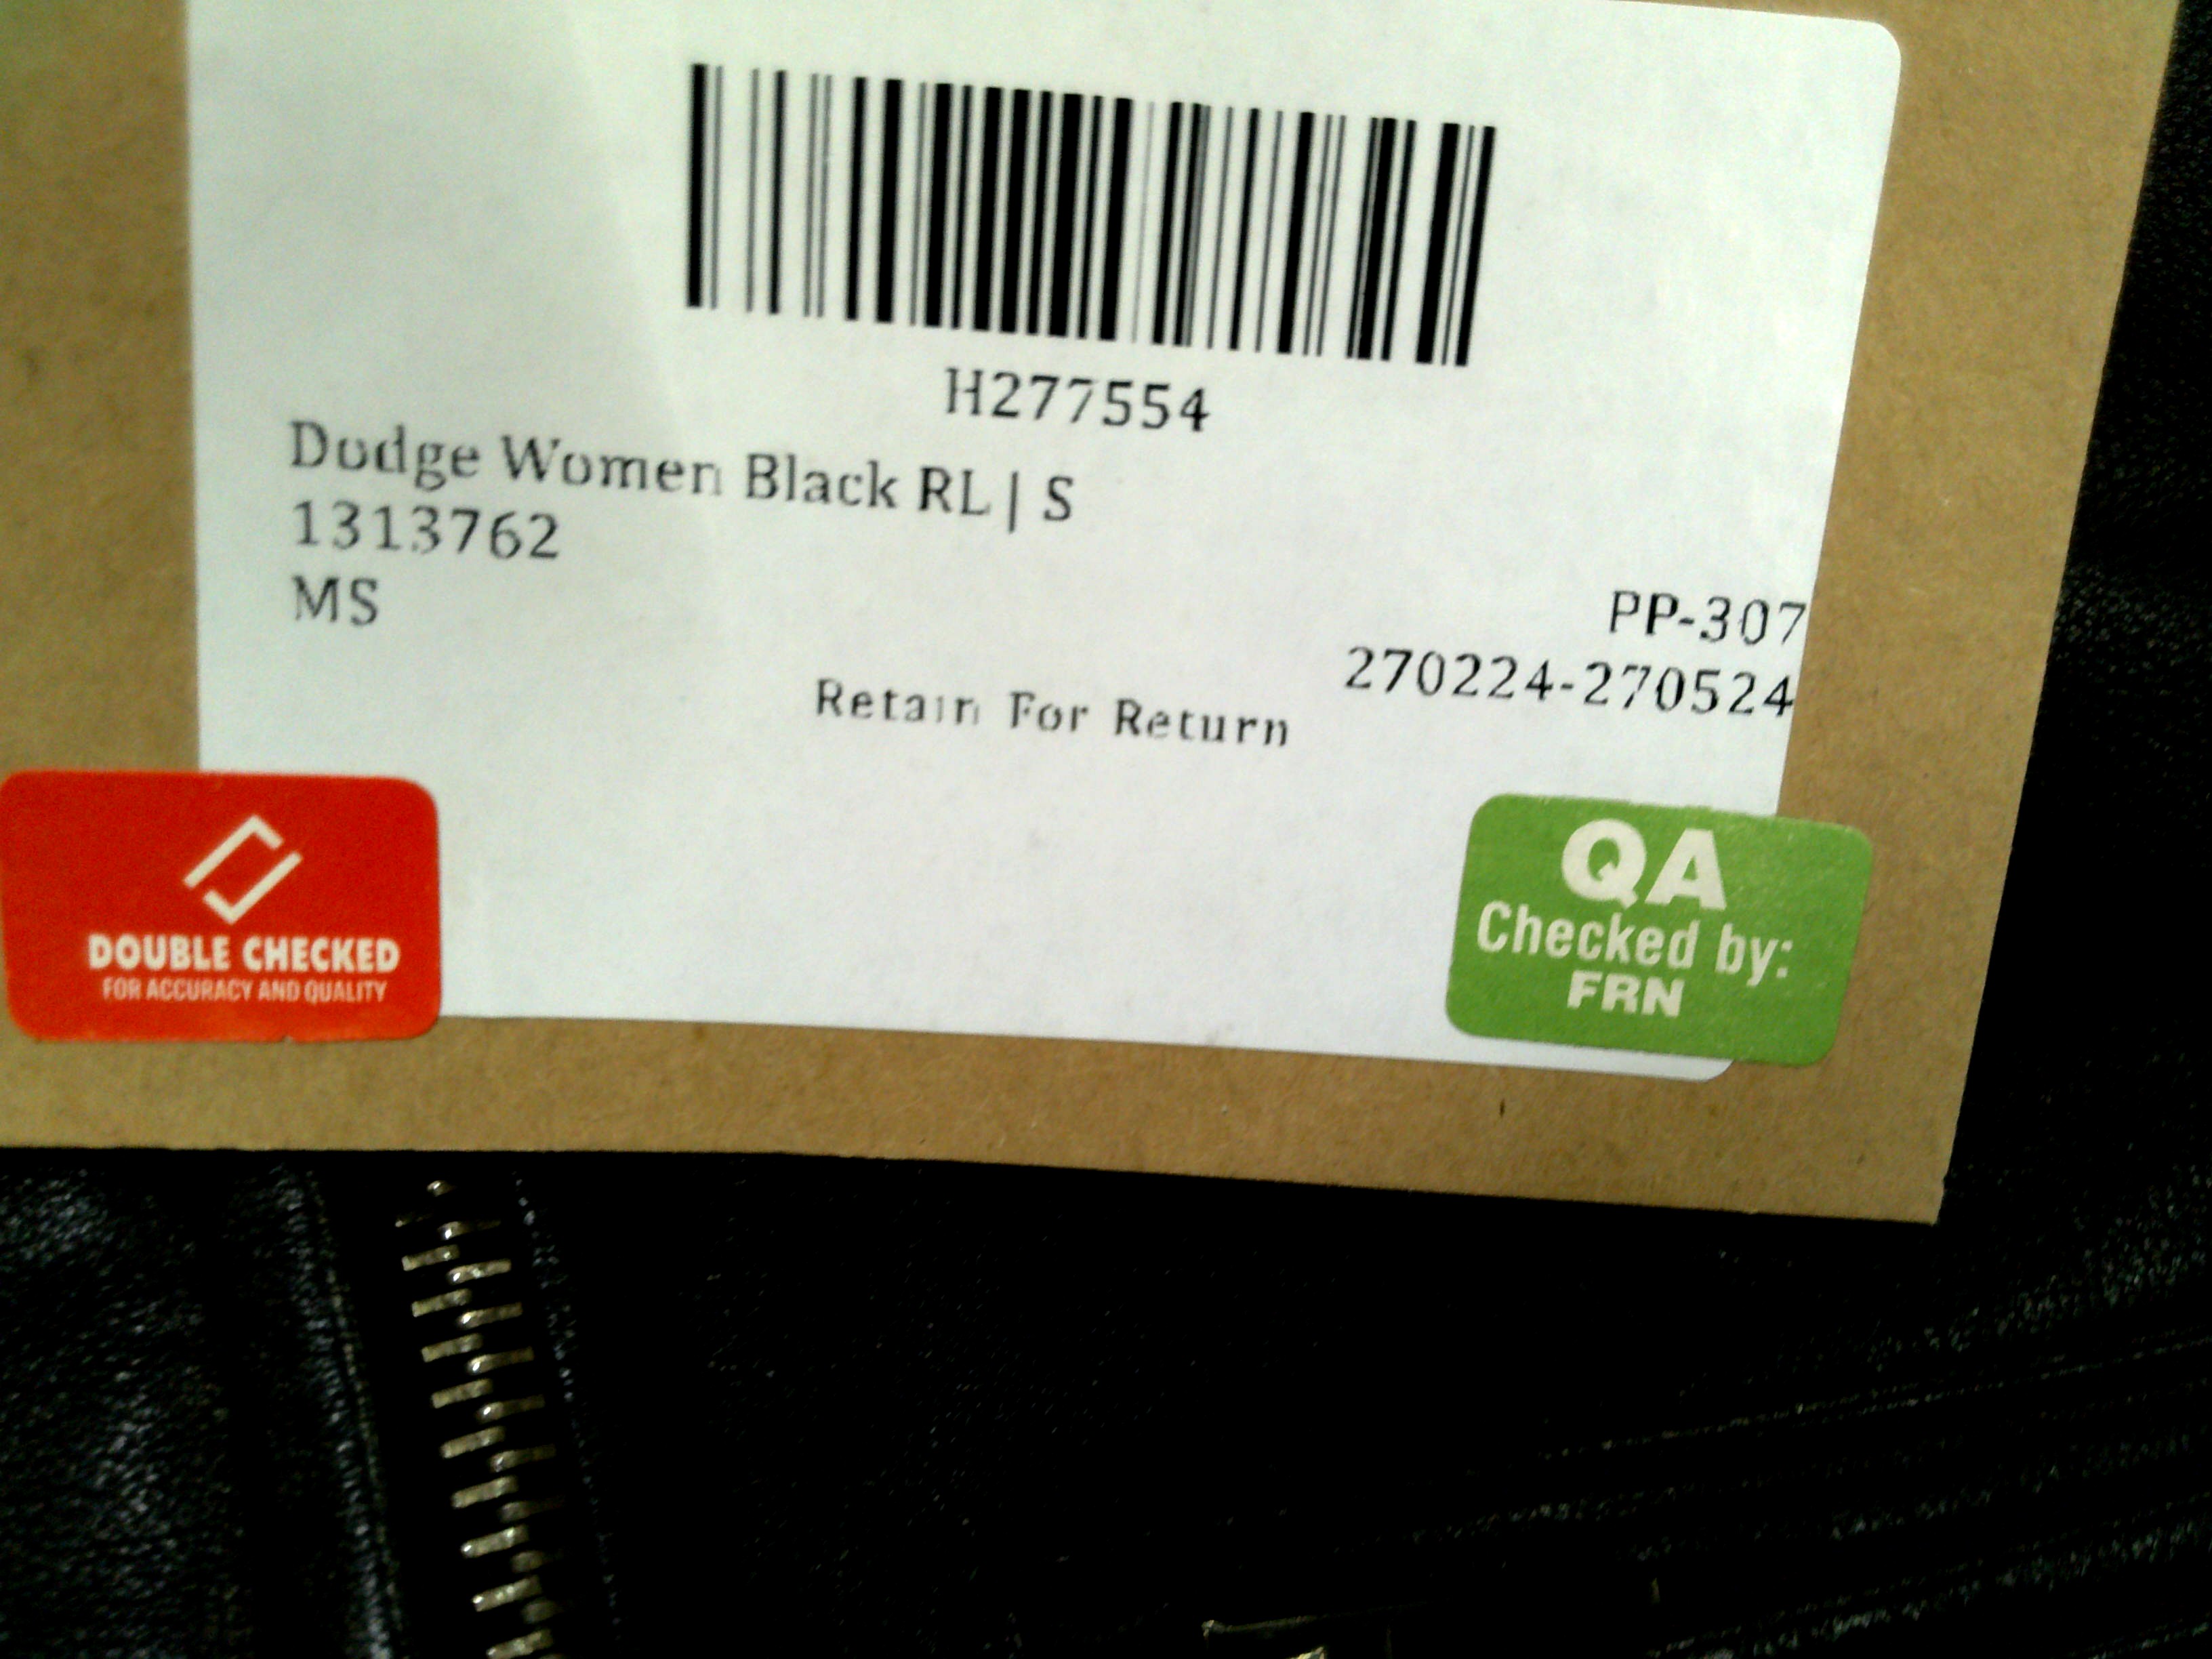 H277554
Dodge Women Black RL | S
1313762
MS
PP-307
270224-270524
Retain For Return
DOUBLE CHECKED
FOR ACCURACY AND QUALITY
QA
Checked by:
FRN